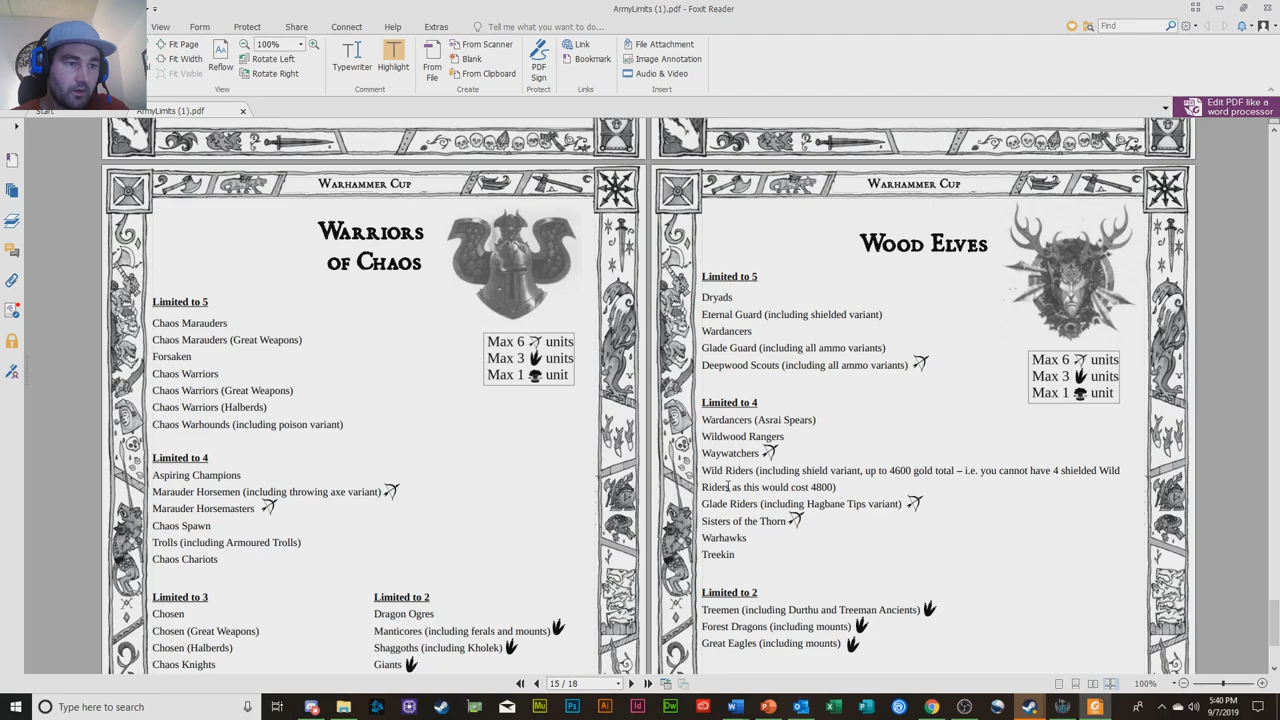 ArmyLimits (1).pdf - Foxit Reader
View Form Protect Share Connect Help Extras Tell me what you want to do... Find
Fit Page
Fit Width
Fit Visible
Reflow
100%
Rotate Left
Rotate Right
View
Typewriter
Highlight
Comment
From File
From Scanner
Blank
From Clipboard
Create
PDF Sign
Protect
Link
Bookmark
Links
File Attachment
Image Annotation
Audio & Video
Insert
Start
ArmyLimits (1).pdf
Edit PDF like a
word processor
Warhammer Cup
Warriors
of Chaos
Limited to 5
Chaos Marauders
Chaos Marauders (Great Weapons)
Forsaken
Chaos Warriors
Chaos Warriors (Great Weapons)
Chaos Warriors (Halberds)
Chaos Warhounds (including poison variant)
Max 6 units
Max 3 units
Max 1 unit
Limited to 4
Aspiring Champions
Marauder Horsemen (including throwing axe variant)
Marauder Horsemasters
Chaos Spawn
Trolls (including Armoured Trolls)
Chaos Chariots
Limited to 3
Chosen
Chosen (Great Weapons)
Chosen (Halberds)
Chaos Knights
Limited to 2
Dragon Ogres
Manticores (including ferals and mounts)
Shaggoths (including Kholek)
Giants
Warhammer Cup
Wood Elves
Limited to 5
Dryads
Eternal Guard (including shielded variant)
Wardancers
Glade Guard (including all ammo variants)
Deepwood Scouts (including all ammo variants)
Max 6 units
Max 3 units
Max 1 unit
Limited to 4
Wardancers (Asrai Spears)
Wildwood Rangers
Waywatchers
Wild Riders (including shield variant, up to 4600 gold total – i.e. you cannot have 4 shielded Wild
Riders as this would cost 4800)
Glade Riders (including Hagbane Tips variant)
Sisters of the Thorn
Warhawks
Treekin
Limited to 2
Treemen (including Durthu and Treeman Ancients)
Forest Dragons (including mounts)
Great Eagles (including mounts)
15 / 18
100%
Type here to search
Mu Ps Ai Id Dw
5:40 PM
9/7/2019